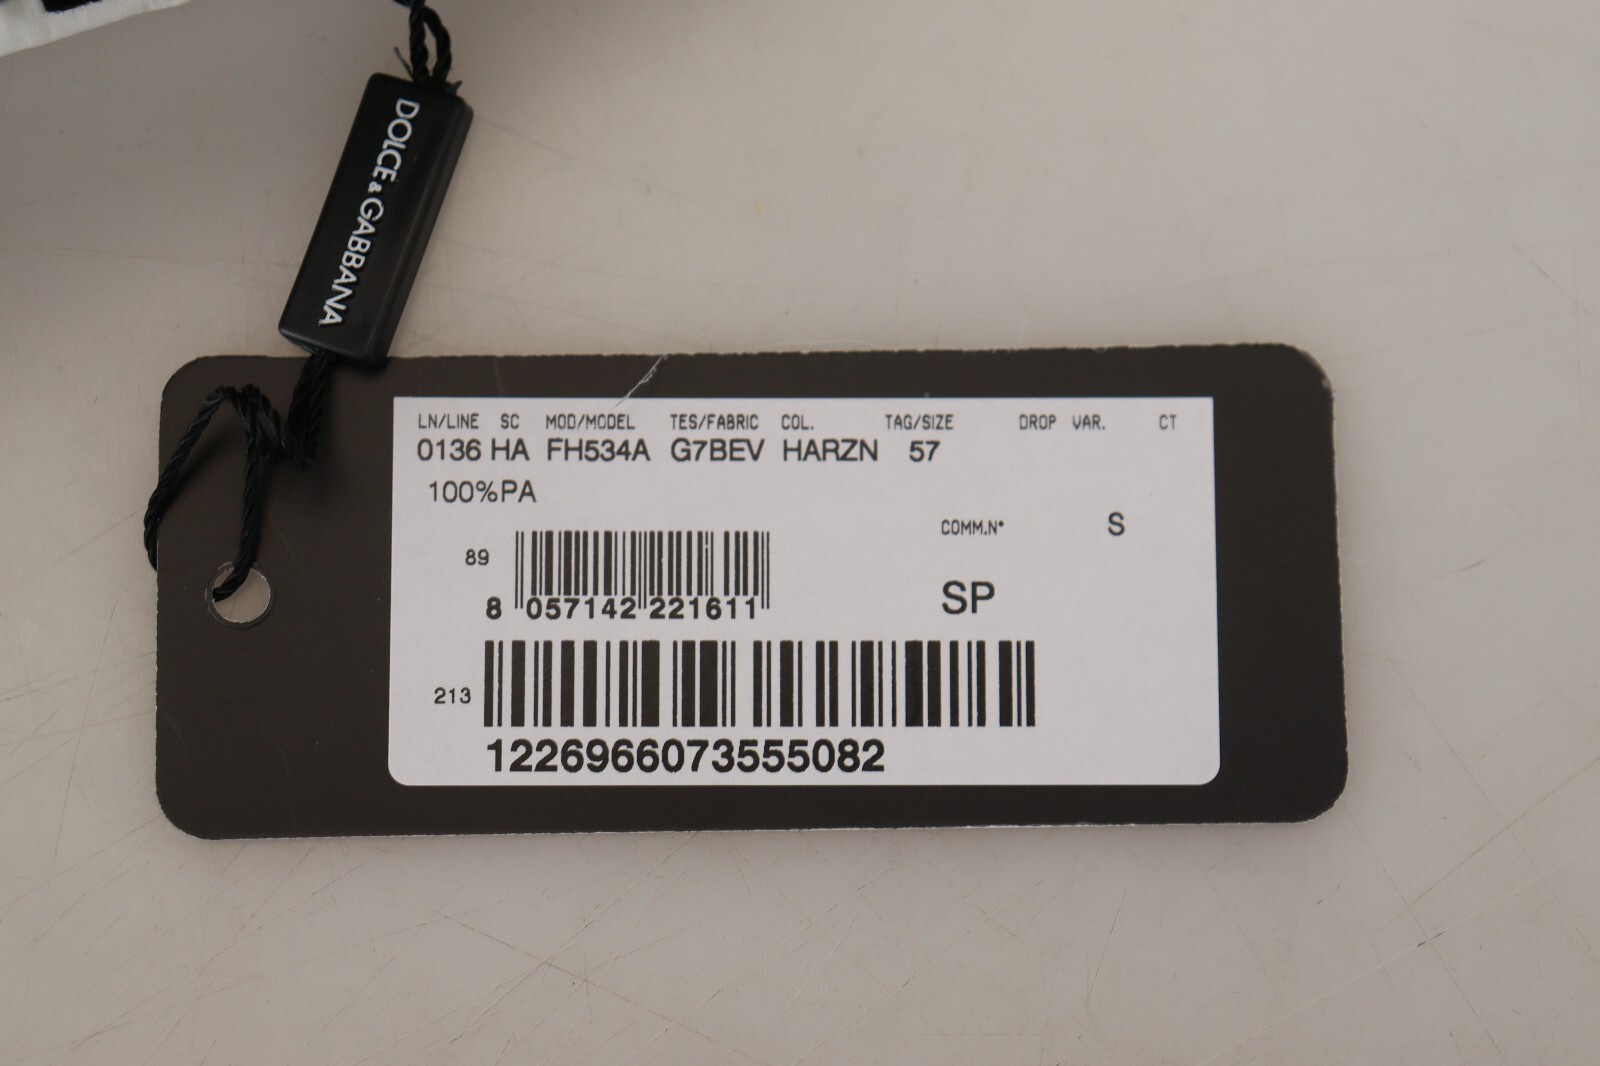 DOLCE&GABBANA
LN/LINE SC MOD/MODEL TES/FABRIC COL. TAG/SIZE DROP VAR. CT
0136 HA FH534A G7BEV HARZN 57
100%PA
COMM.N° S
89
8 057142 221611
SP
213
1226966073555082